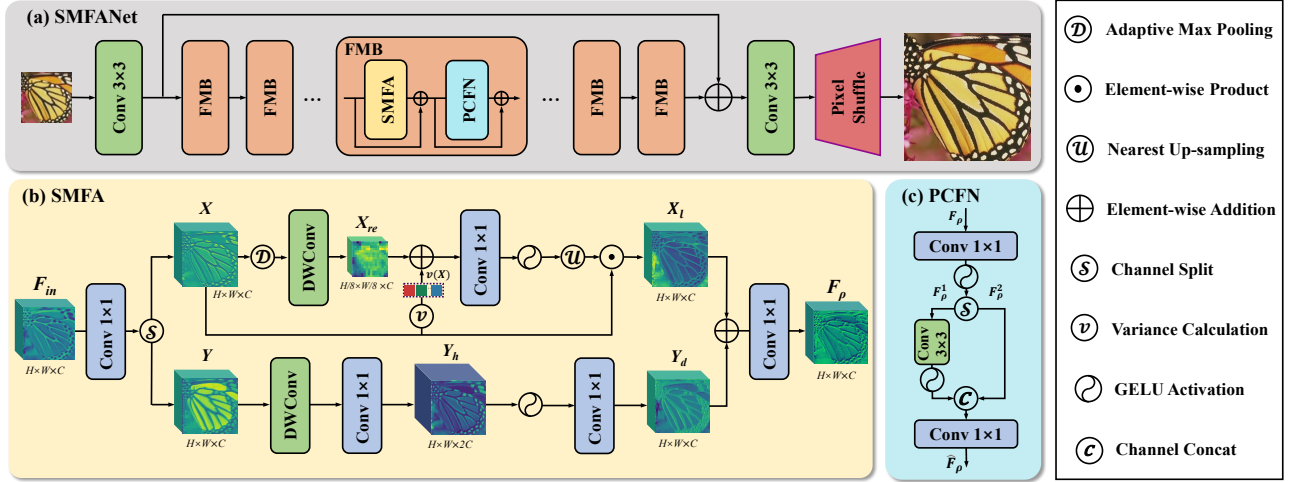 (a) SMFANet
Conv 3×3
FMB
FMB
...
FMB
SMFA
PCFN
...
FMB
FMB
Conv 3×3
Pixel
Shuffle
(b) SMFA
F_in
H×W×C
Conv 1×1
S
X
H×W×C
D
DWConv
X_re
H/8×W/8×C
v(X)
v
Conv 1×1
U
X_l
H×W×C
Y
H×W×C
DWConv
Conv 1×1
Y_h
H×W×2C
Conv 1×1
Y_d
H×W×C
Conv 1×1
F_ρ
H×W×C
(c) PCFN
F_ρ
Conv 1×1
F_ρ^1 F_ρ^2
S
Conv
3×3
C
Conv 1×1
F̂_ρ
D Adaptive Max Pooling
Element-wise Product
U Nearest Up-sampling
Element-wise Addition
S Channel Split
v Variance Calculation
GELU Activation
C Channel Concat